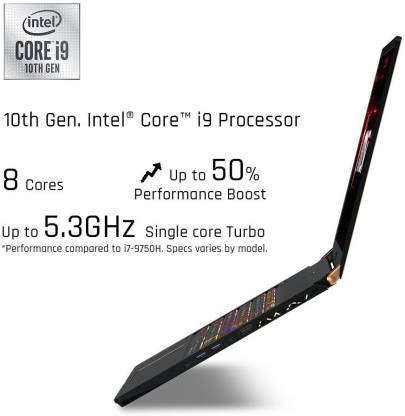 intel®
CORE i9
10TH GEN
10th Gen. Intel® Core™ i9 Processor
8 Cores
Up to 50%
Performance Boost
Up to 5.3GHz Single core Turbo
*Performance compared to i7-9750H. Specs varies by model.